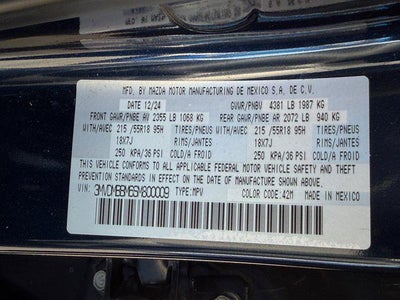 MFD. BY MAZDA MOTOR MANUFACTURING DE MEXICO S.A. DE C.V.
DATE 12/24 GVWR/PNBV 4381 LB 1987 KG
FRONT GAWR/PNBE AV 2355 LB 1068 KG REAR GAWR/PNBE AR 2072 LB 940 KG
WITH/AVEC 215/55R18 95H TIRES/PNEUS WITH/AVEC 215/55R18 95H TIRES/PNEUS
18X7J RIMS/JANTES 18X7J RIMS/JANTES
250 KPA/36 PSI COLD/A FROID 250 KPA/36 PSI COLD/A FROID
THIS VEHICLE CONFORMS TO ALL APPLICABLE FEDERAL MOTOR VEHICLE SAFETY AND THEFT
PREVENTION STANDARDS IN EFFECT ON THE DATE OF MANUFACTURE SHOWN ABOVE.
VIN: TYPE:MPV COLOR CODE:42M MADE IN MEXICO